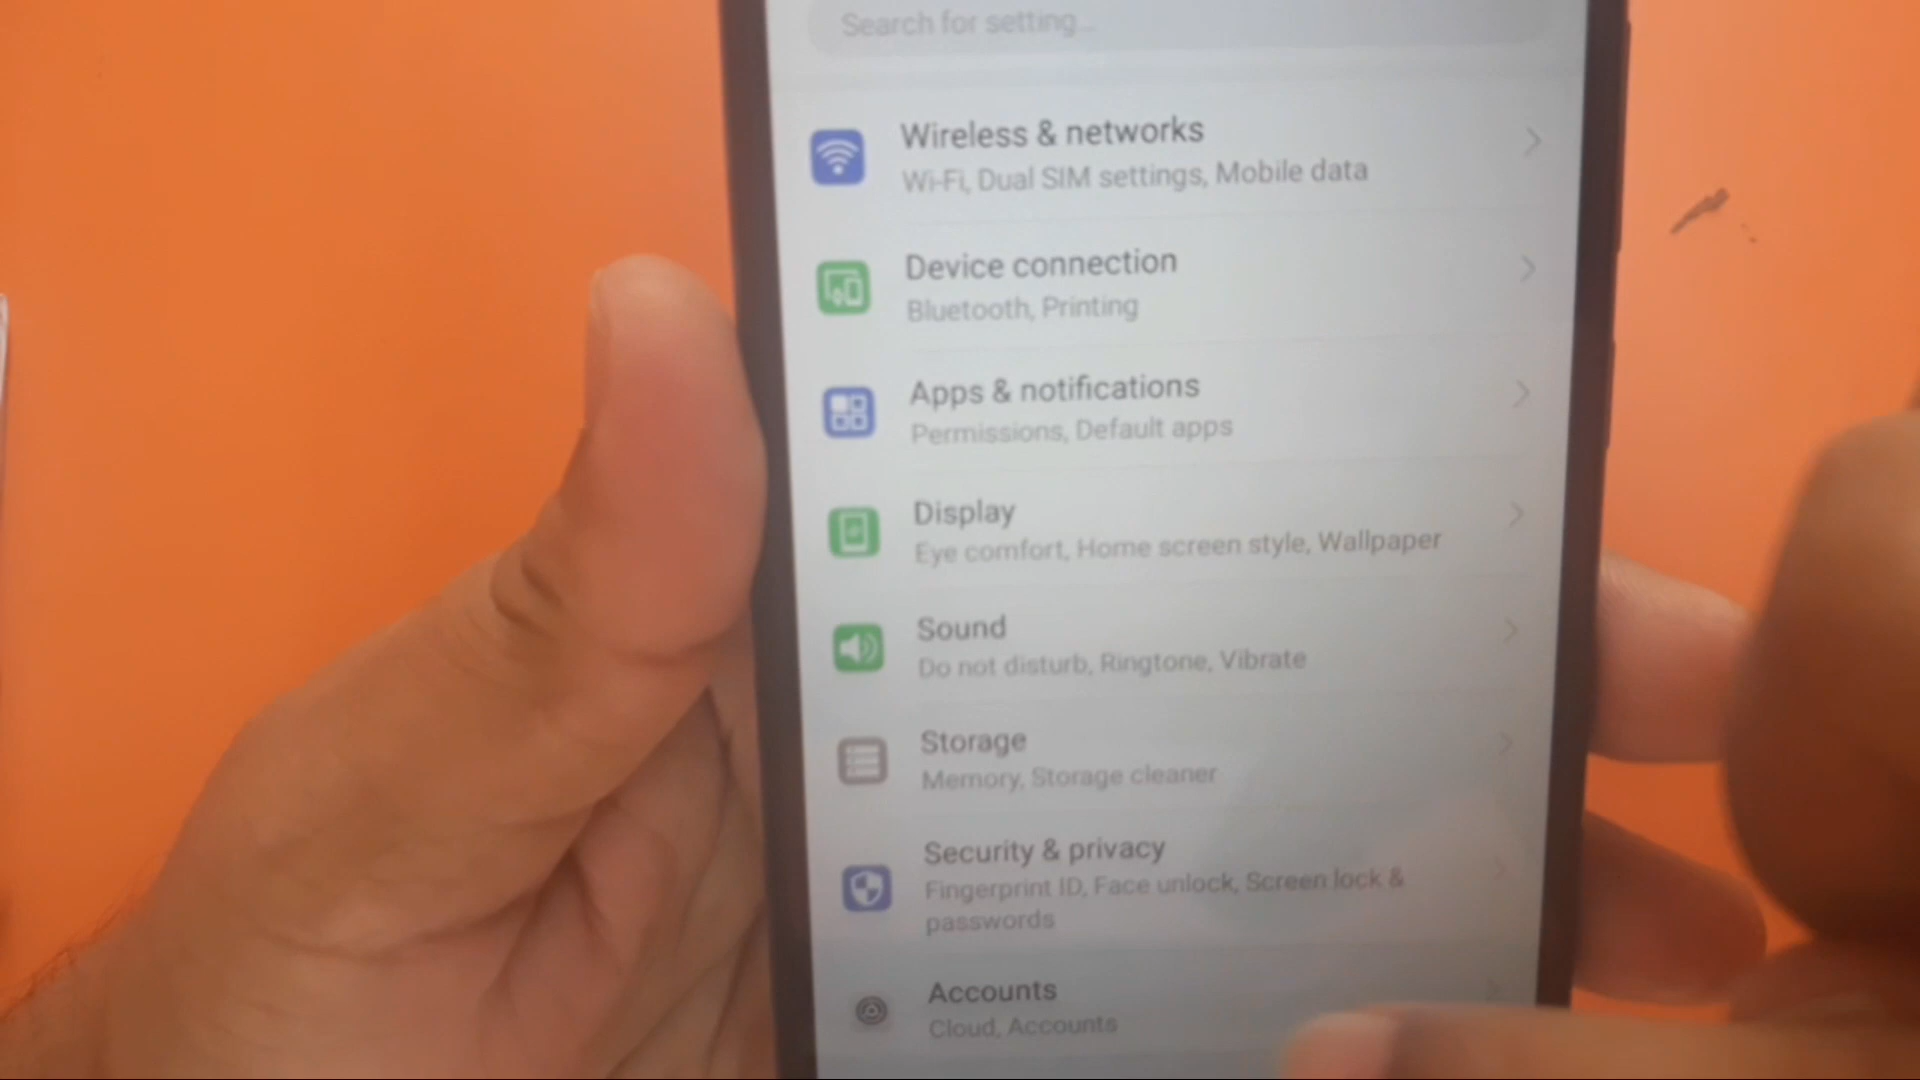 Search for setting...
Wireless & networks
Wi-Fi, Dual SIM settings, Mobile data
Device connection
Bluetooth, Printing
Apps & notifications
Permissions, Default apps
Display
Eye comfort, Home screen style, Wallpaper
Sound
Do not disturb, Ringtone, Vibrate
Storage
Memory, Storage cleaner
Security & privacy
Fingerprint ID, Face unlock, Screen lock &
passwords
Accounts
Cloud, Accounts